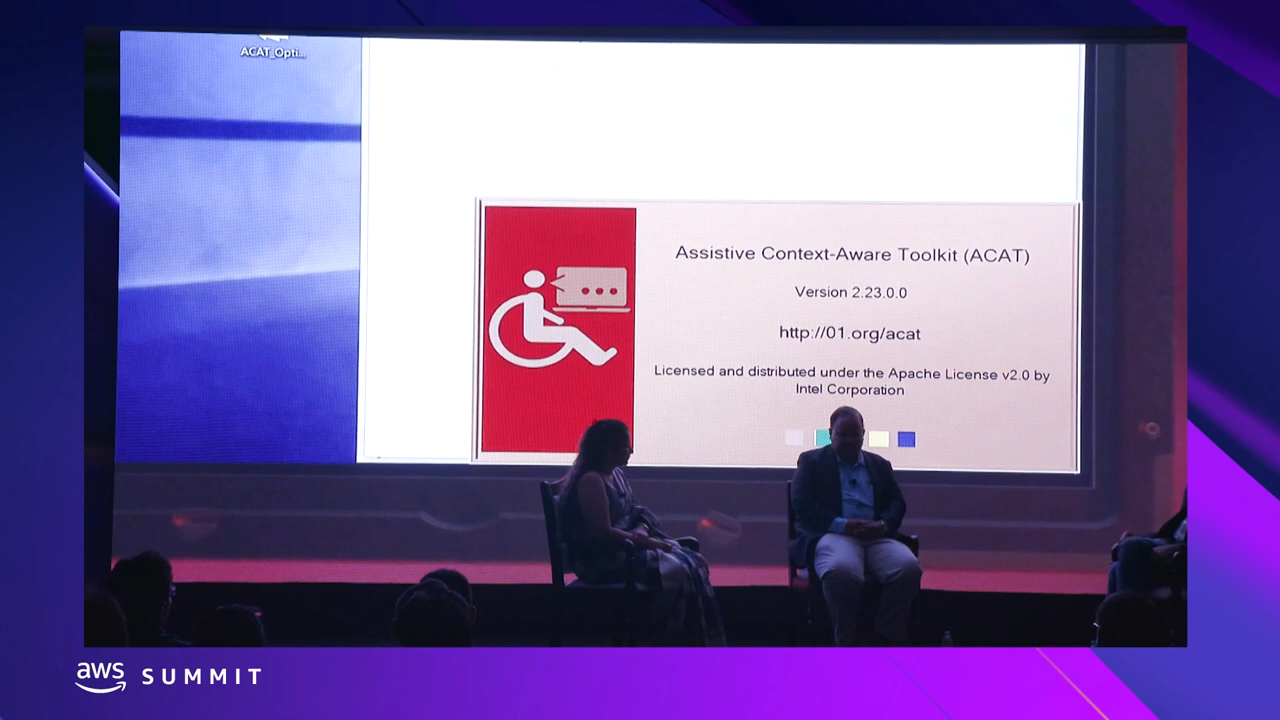 ACAT_Opti...
Assistive Context-Aware Toolkit (ACAT)
Version 2.23.0.0
http://01.org/acat
Licensed and distributed under the Apache License v2.0 by
Intel Corporation
aws SUMMIT